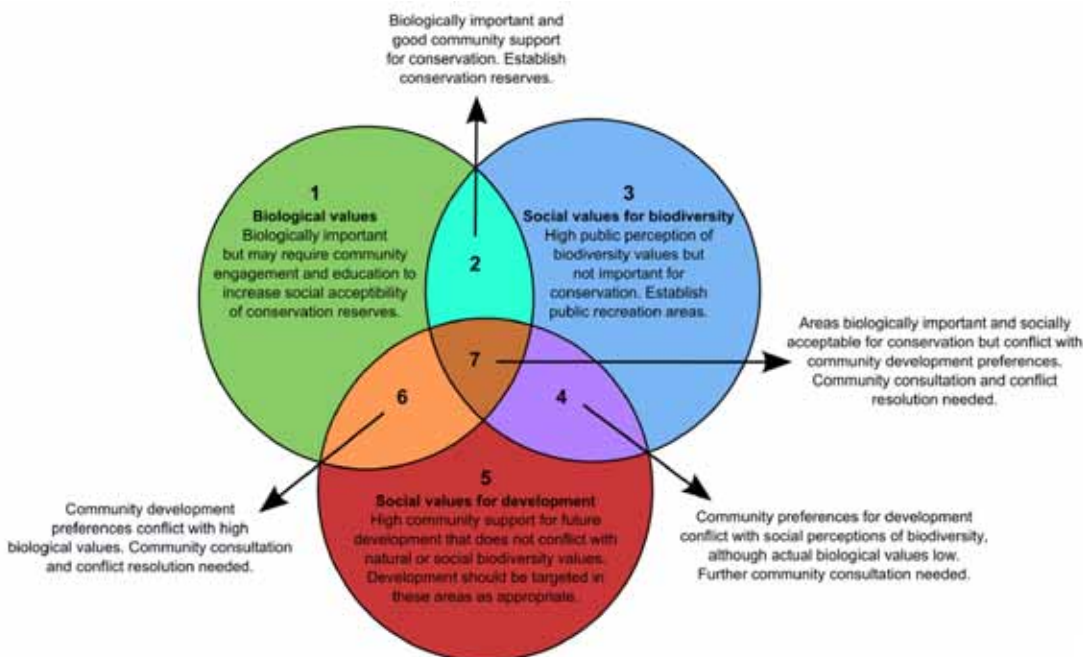 Biologically important and
good community support
for conservation. Establish
conservation reserves.
1
Biological values
Biologically important
but may require community
engagement and education to
increase social acceptibility
of conservation reserves.
3
Social values for biodiversity
High public perception of
biodiversity values but
not important for
conservation. Establish
public recreation areas.
2
7
6
4
Areas biologically important and socially
acceptable for conservation but conflict with
community development preferences.
Community consultation and conflict
resolution needed.
5
Social values for development
High community support for future
development that does not conflict with
natural or social biodiversity values.
Development should be targeted in
these areas as appropriate.
Community development
preferences conflict with high
biological values. Community consultation
and conflict resolution needed.
Community preferences for development
conflict with social perceptions of biodiversity,
although actual biological values low.
Further community consultation needed.